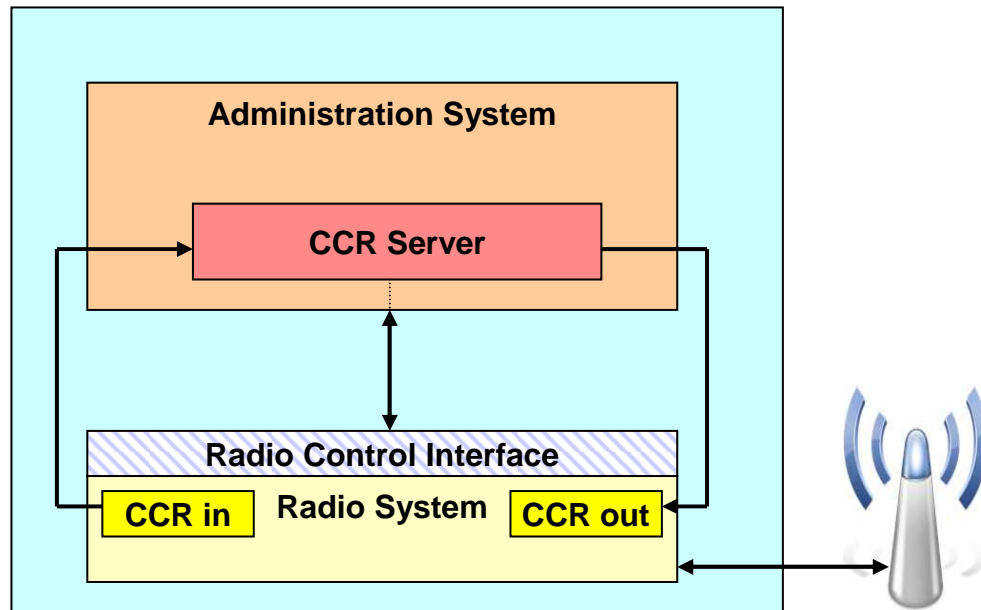 Administration System
CCR Server
Radio Control Interface
CCR in
Radio System
CCR out